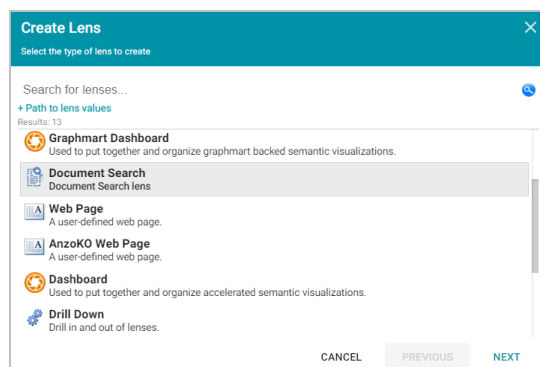 Create Lens
Select the type of lens to create
Search for lenses...
+ Path to lens values
Results: 13
Graphmart Dashboard
Used to put together and organize graphmart backed semantic visualizations.
Document Search
Document Search lens
A Web Page
A user-defined web page.
A AnzoKO Web Page
A user-defined web page.
Dashboard
Used to put together and organize accelerated semantic visualizations.
Drill Down
Drill in and out of lenses.
CANCEL PREVIOUS NEXT